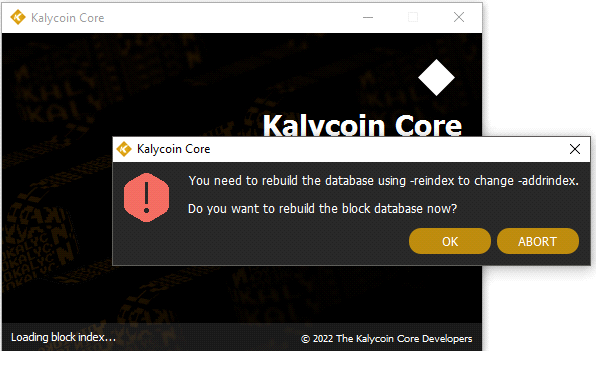 Kalycoin Core
Kalycoin Core
Kalycoin Core
You need to rebuild the database using -reindex to change -addrindex.
Do you want to rebuild the block database now?
OK ABORT
Loading block index...
© 2022 The Kalycoin Core Developers